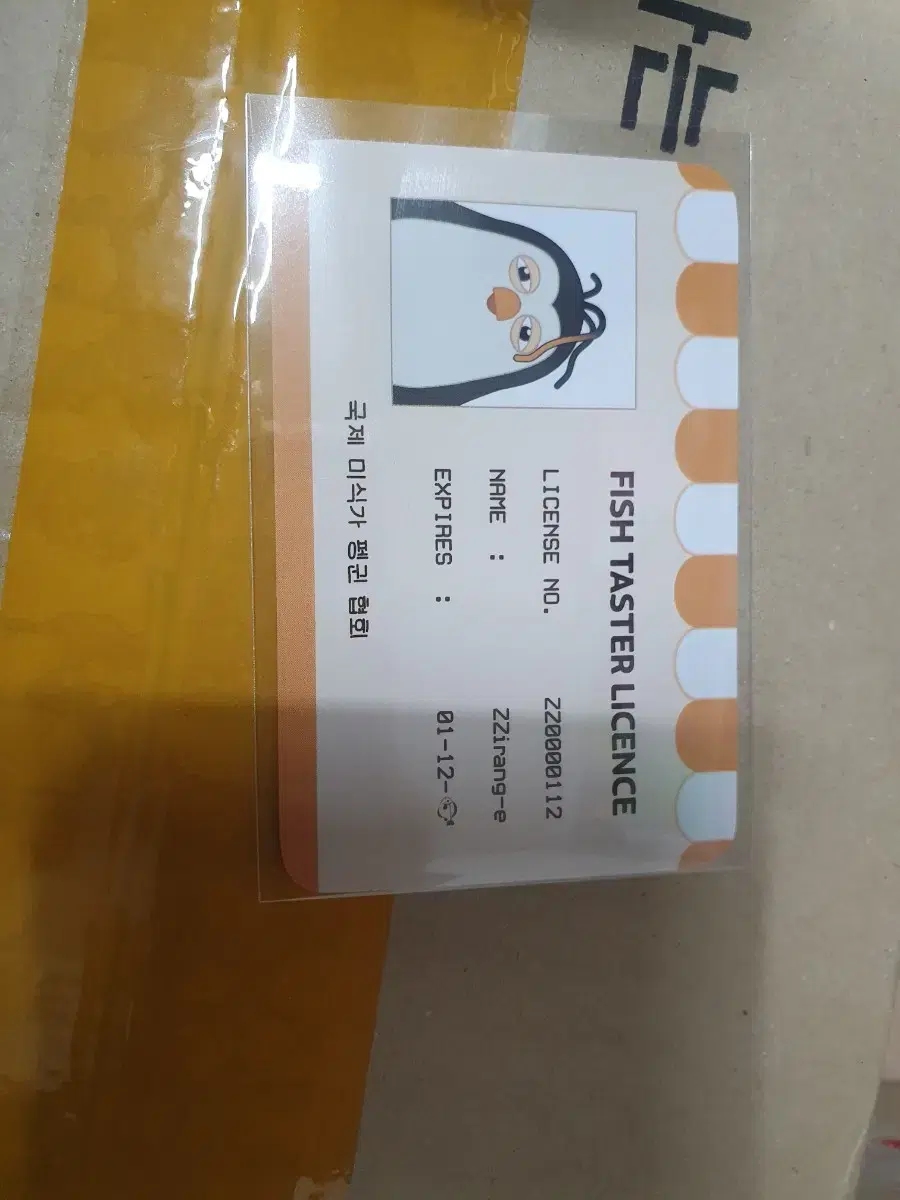 FISH TASTER LICENCE
LICENSE NO. ZZ0000112
NAME : ZZirang-e
EXPIRES : 01-12-
국제 미식가 펭귄 협회